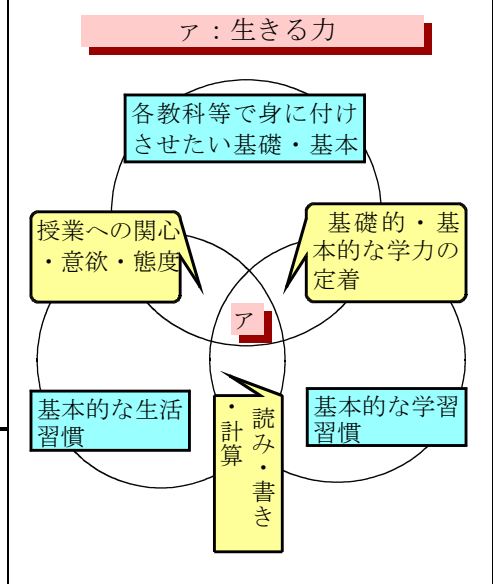 ァ：生きる力
各教科等で身に付け
させたい基礎・基本
授業への関心
・意欲・態度
基礎的・基
本的な学力の
定着
ア
基本的な生活
習慣
読み・書き
・計算
基本的な学習
習慣